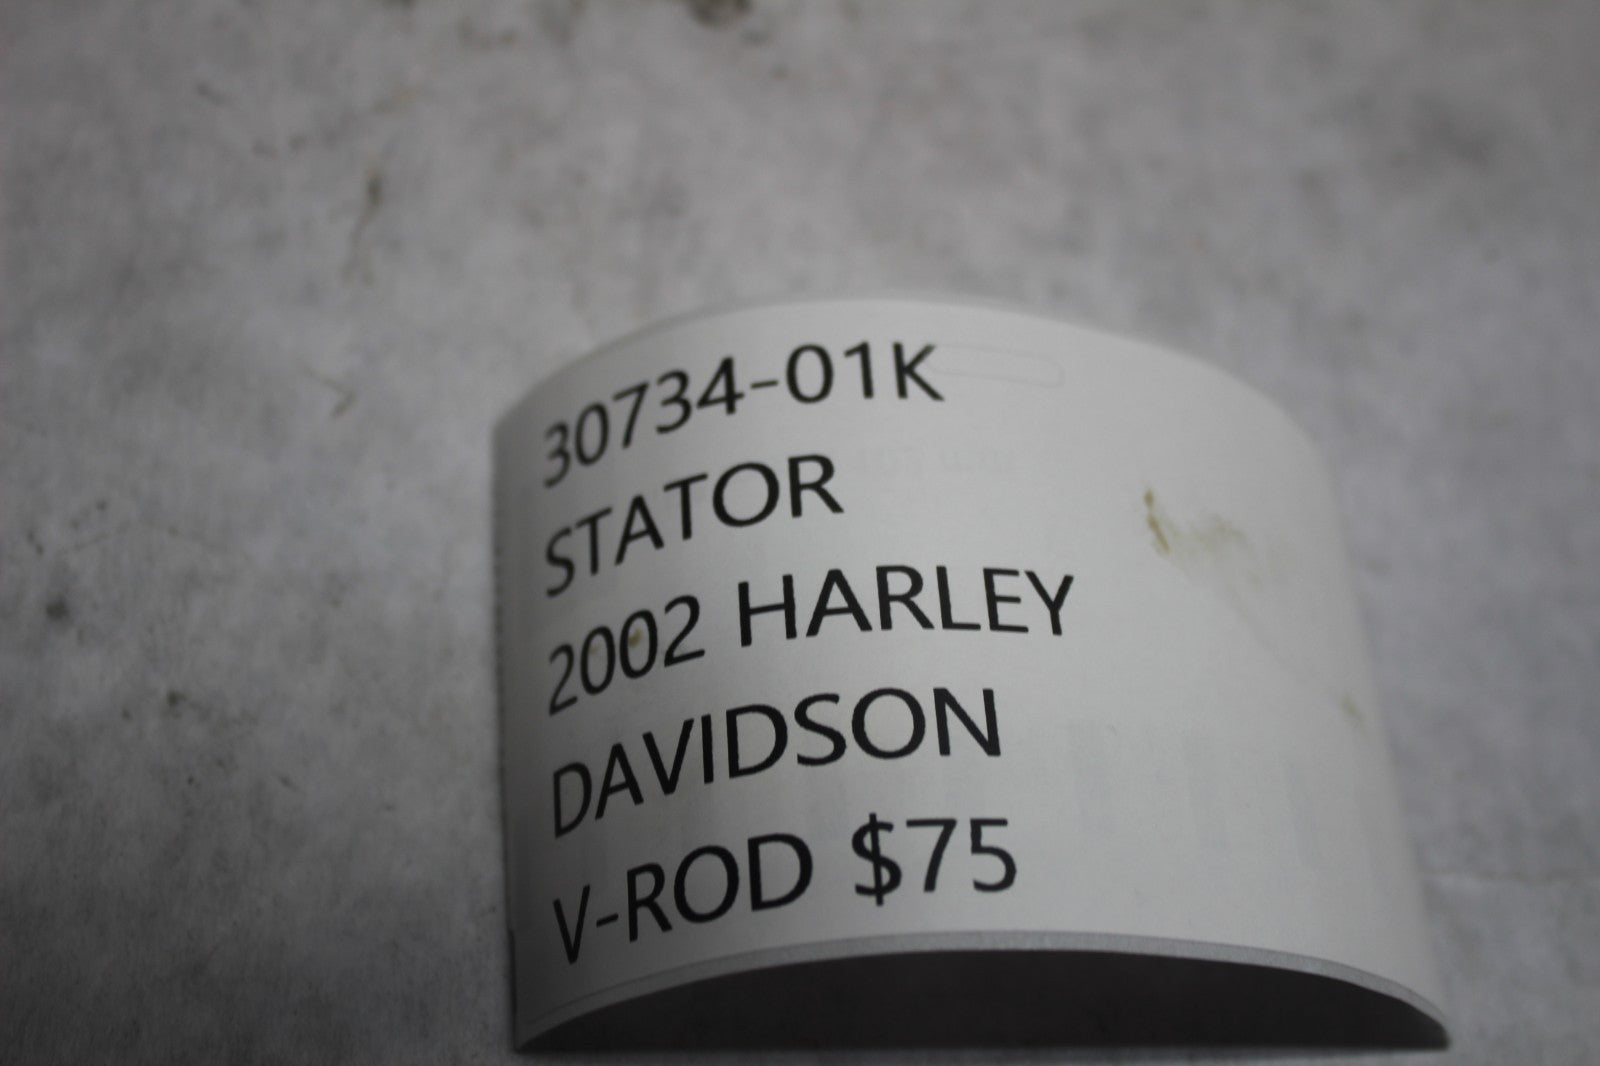 30734-01K
STATOR
2002 HARLEY
DAVIDSON
V-ROD $75